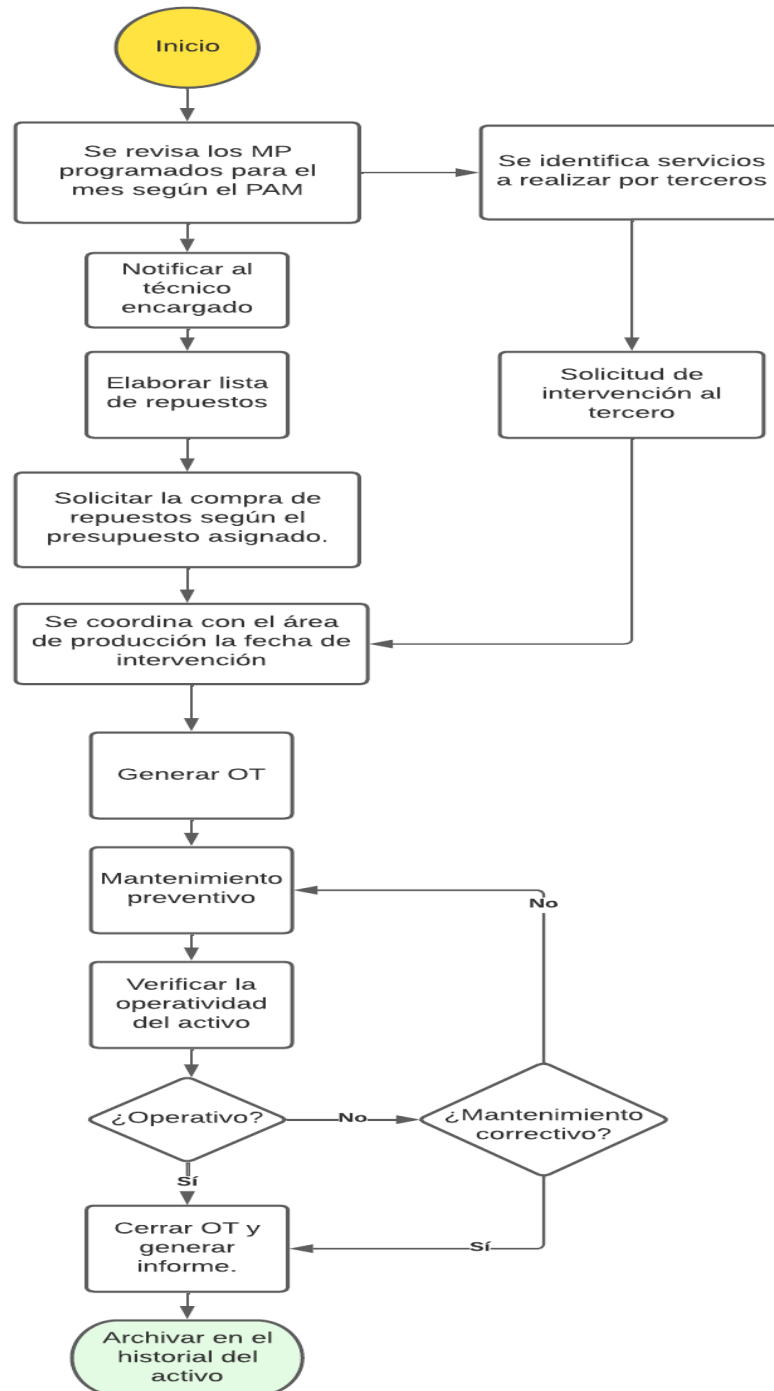 Inicio
Se revisa los MP
programados para el
mes según el PAM
Se identifica servicios
a realizar por terceros
Notificar al
técnico
encargado
Elaborar lista
de repuestos
Solicitud de
intervención al
tercero
Solicitar la compra de
repuestos según el
presupuesto asignado.
Se coordina con el área
de producción la fecha de
intervención
Generar OT
Mantenimiento
preventivo
No
Verificar la
operatividad
del activo
¿Operativo?
No
¿Mantenimiento
correctivo?
Sí
Cerrar OT y
generar
informe.
Sí
Archivar en el
historial del
activo